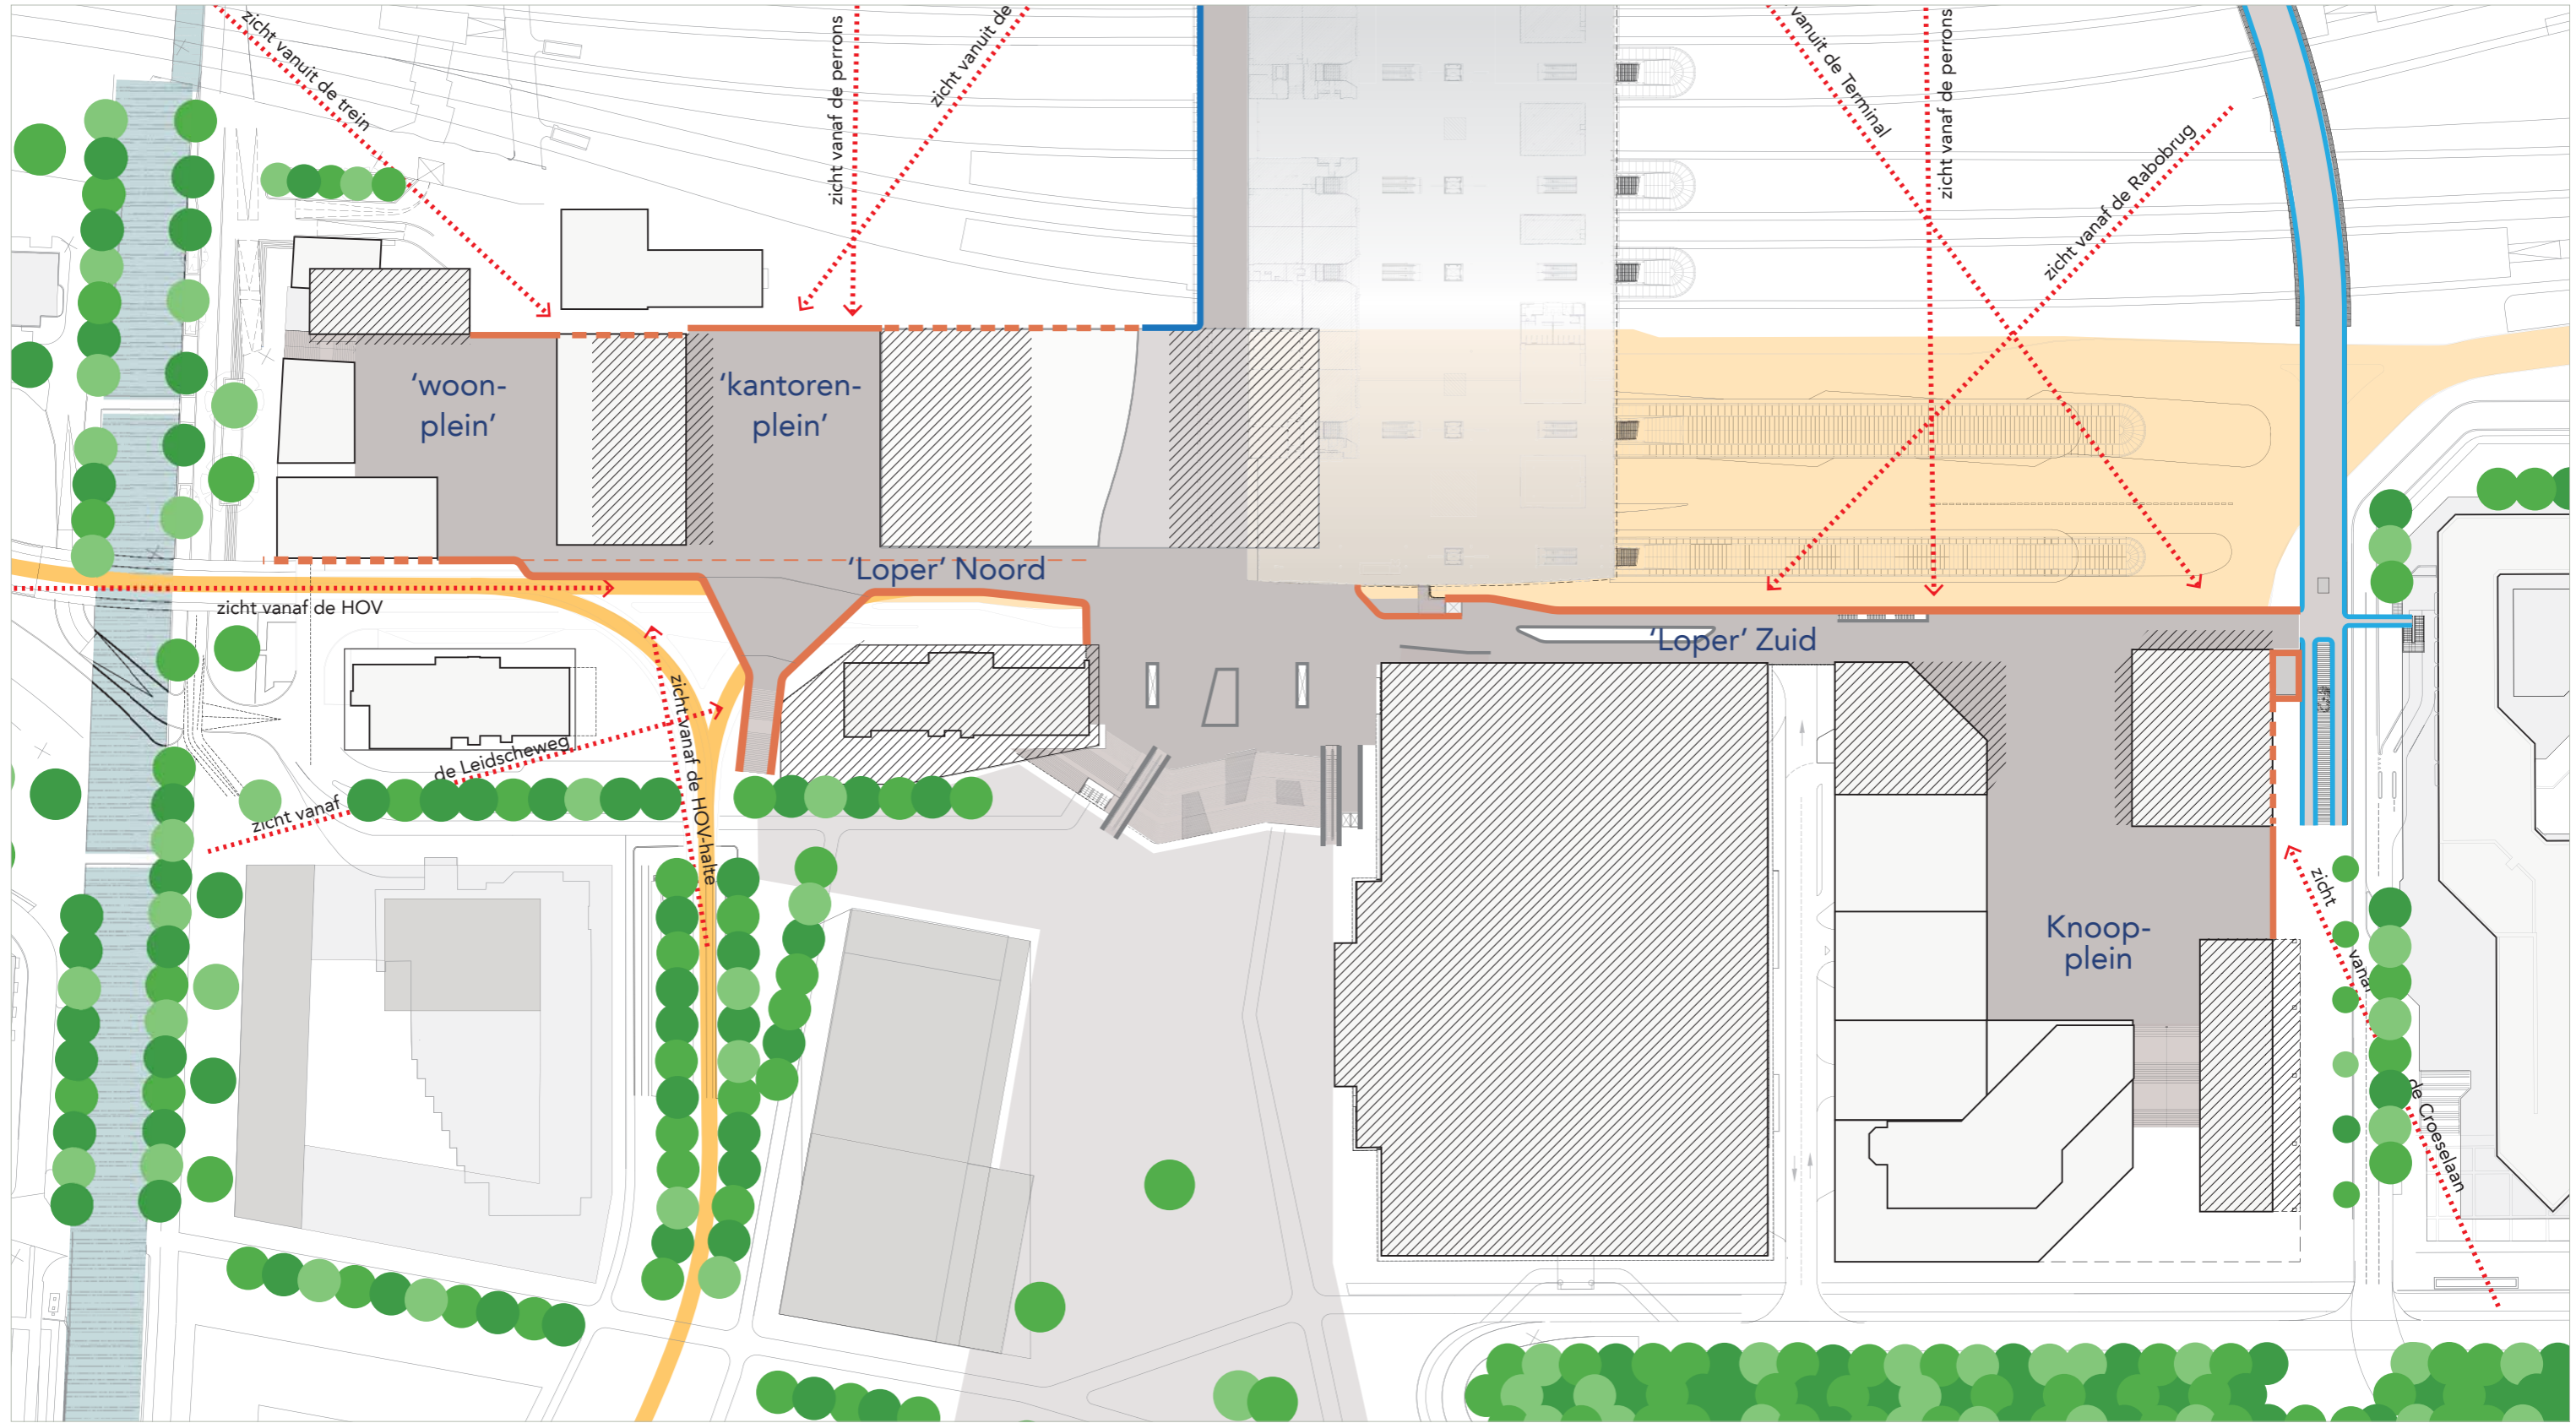 zicht vanuit de trein
zicht vanaf de perrons
zicht vanuit de
vanuit de Terminal
zicht vanaf de perrons
zicht vanaf de Rabobrug
‘woon-
plein’
‘kantoren-
plein’
‘Loper’ Noord
zicht vanaf de HOV
‘Loper’ Zuid
zicht vanaf de HOV-halte
zicht vanaf
de Leidscheweg
Knoop-
plein
zicht
vanaf
de Croeselaan